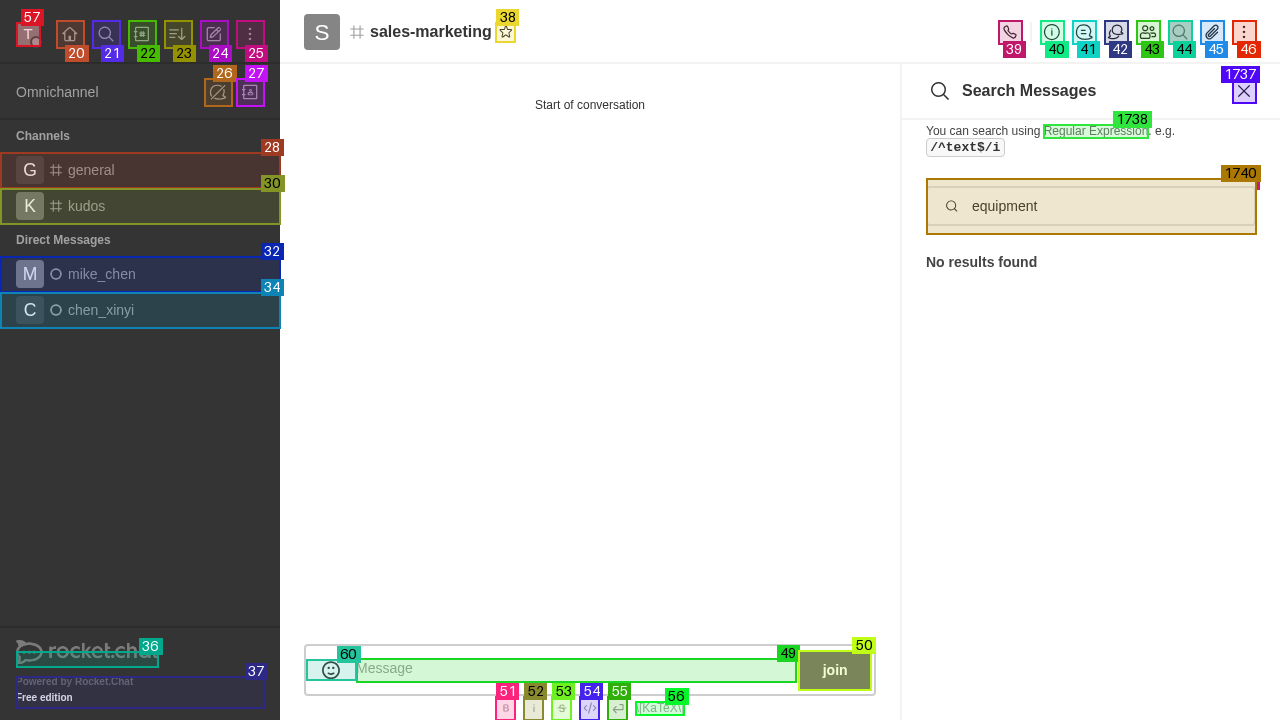 T
Omnichannel
Channels
G general
K kudos
Direct Messages
M mike_chen
C chen_xinyi
rocket.chat
Powered by Rocket.Chat
Free edition
S sales-marketing
Start of conversation
Message
join
B i S </> \[KaTeX\]
Search Messages
You can search using Regular Expression. e.g.
/^text$/i
equipment
No results found
57
20
21
22
23
24
25
26
27
28
30
32
34
36
37
38
39
40
41
42
43
44
45
46
1737
1738
1740
60
49
50
51
52
53
54
55
56